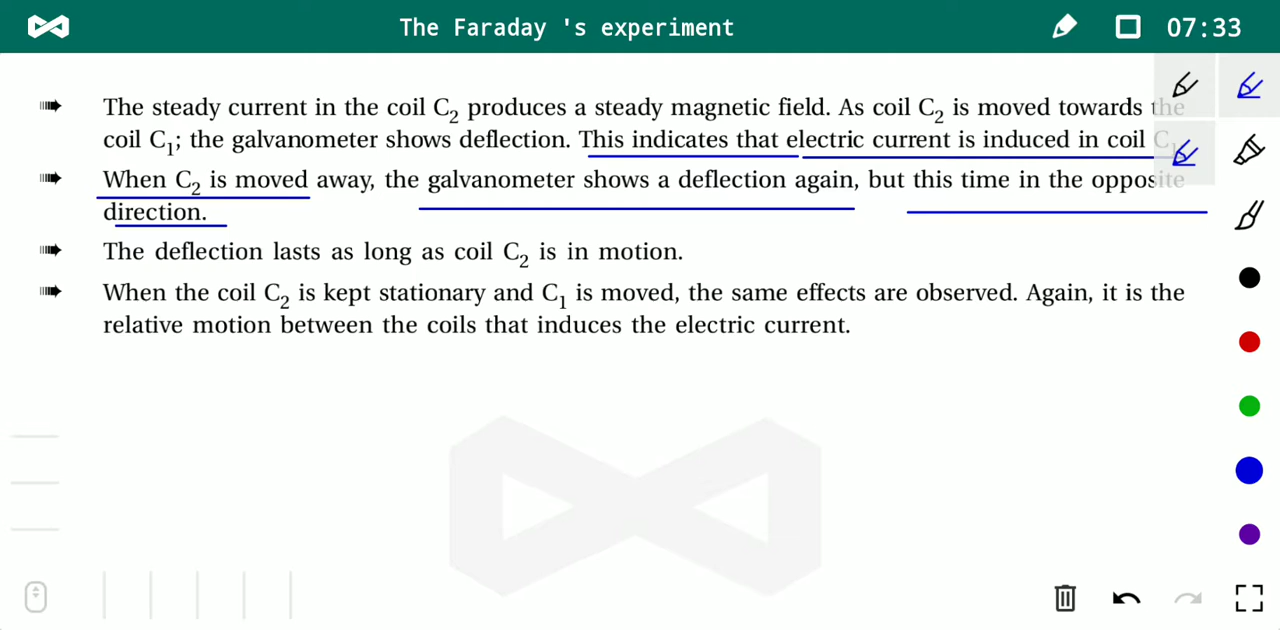 The Faraday 's experiment
07:33
The steady current in the coil C₂ produces a steady magnetic field. As coil C₂ is moved towards the
coil C₁; the galvanometer shows deflection. This indicates that electric current is induced in coil C₁
When C₂ is moved away, the galvanometer shows a deflection again, but this time in the opposite
direction.
The deflection lasts as long as coil C₂ is in motion.
When the coil C₂ is kept stationary and C₁ is moved, the same effects are observed. Again, it is the
relative motion between the coils that induces the electric current.